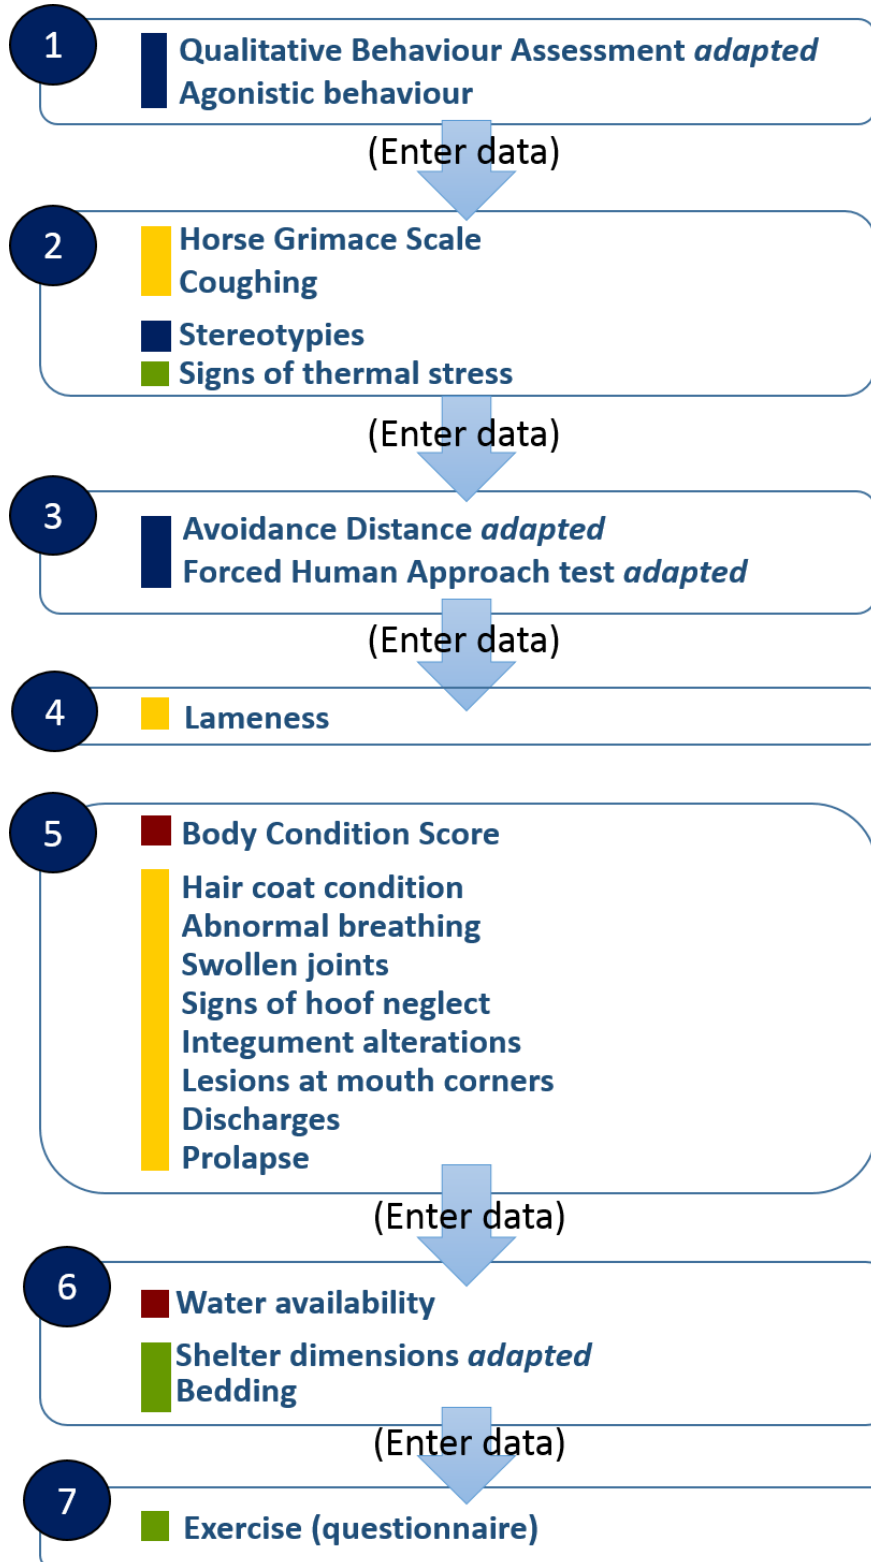 1
Qualitative Behaviour Assessment adapted
Agonistic behaviour
(Enter data)
2
Horse Grimace Scale
Coughing
Stereotypies
Signs of thermal stress
(Enter data)
3
Avoidance Distance adapted
Forced Human Approach test adapted
(Enter data)
4
Lameness
5
Body Condition Score
Hair coat condition
Abnormal breathing
Swollen joints
Signs of hoof neglect
Integument alterations
Lesions at mouth corners
Discharges
Prolapse
(Enter data)
6
Water availability
Shelter dimensions adapted
Bedding
(Enter data)
7
Exercise (questionnaire)